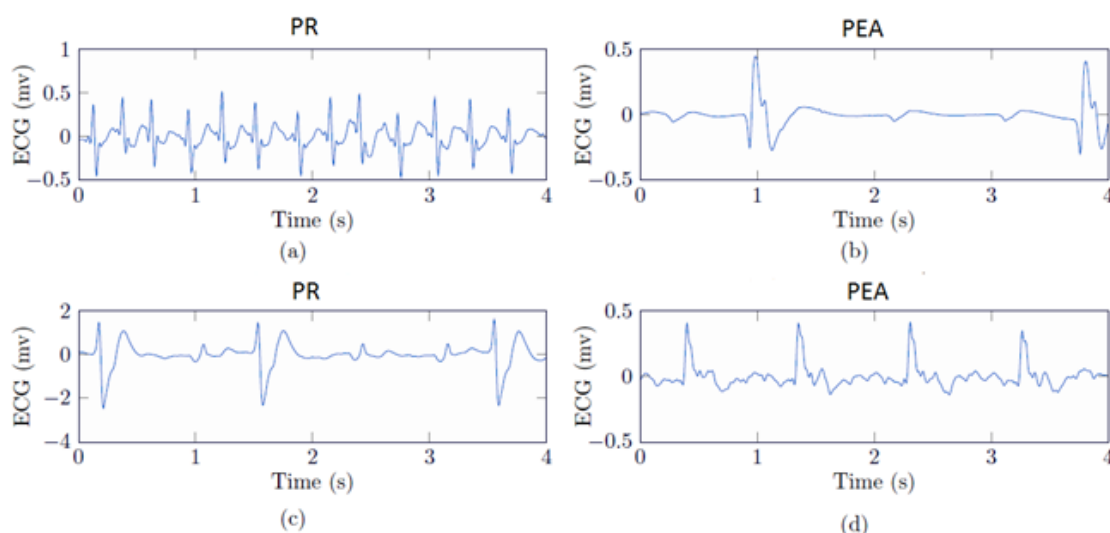 PR
ECG (mv)
1
0.5
0
−0.5
0 1 2 3 4
Time (s)
(a)
PEA
ECG (mv)
0.5
0
−0.5
0 1 2 3 4
Time (s)
(b)
PR
ECG (mv)
2
0
−2
−4
0 1 2 3 4
Time (s)
(c)
PEA
ECG (mv)
0.5
0
−0.5
0 1 2 3 4
Time (s)
(d)